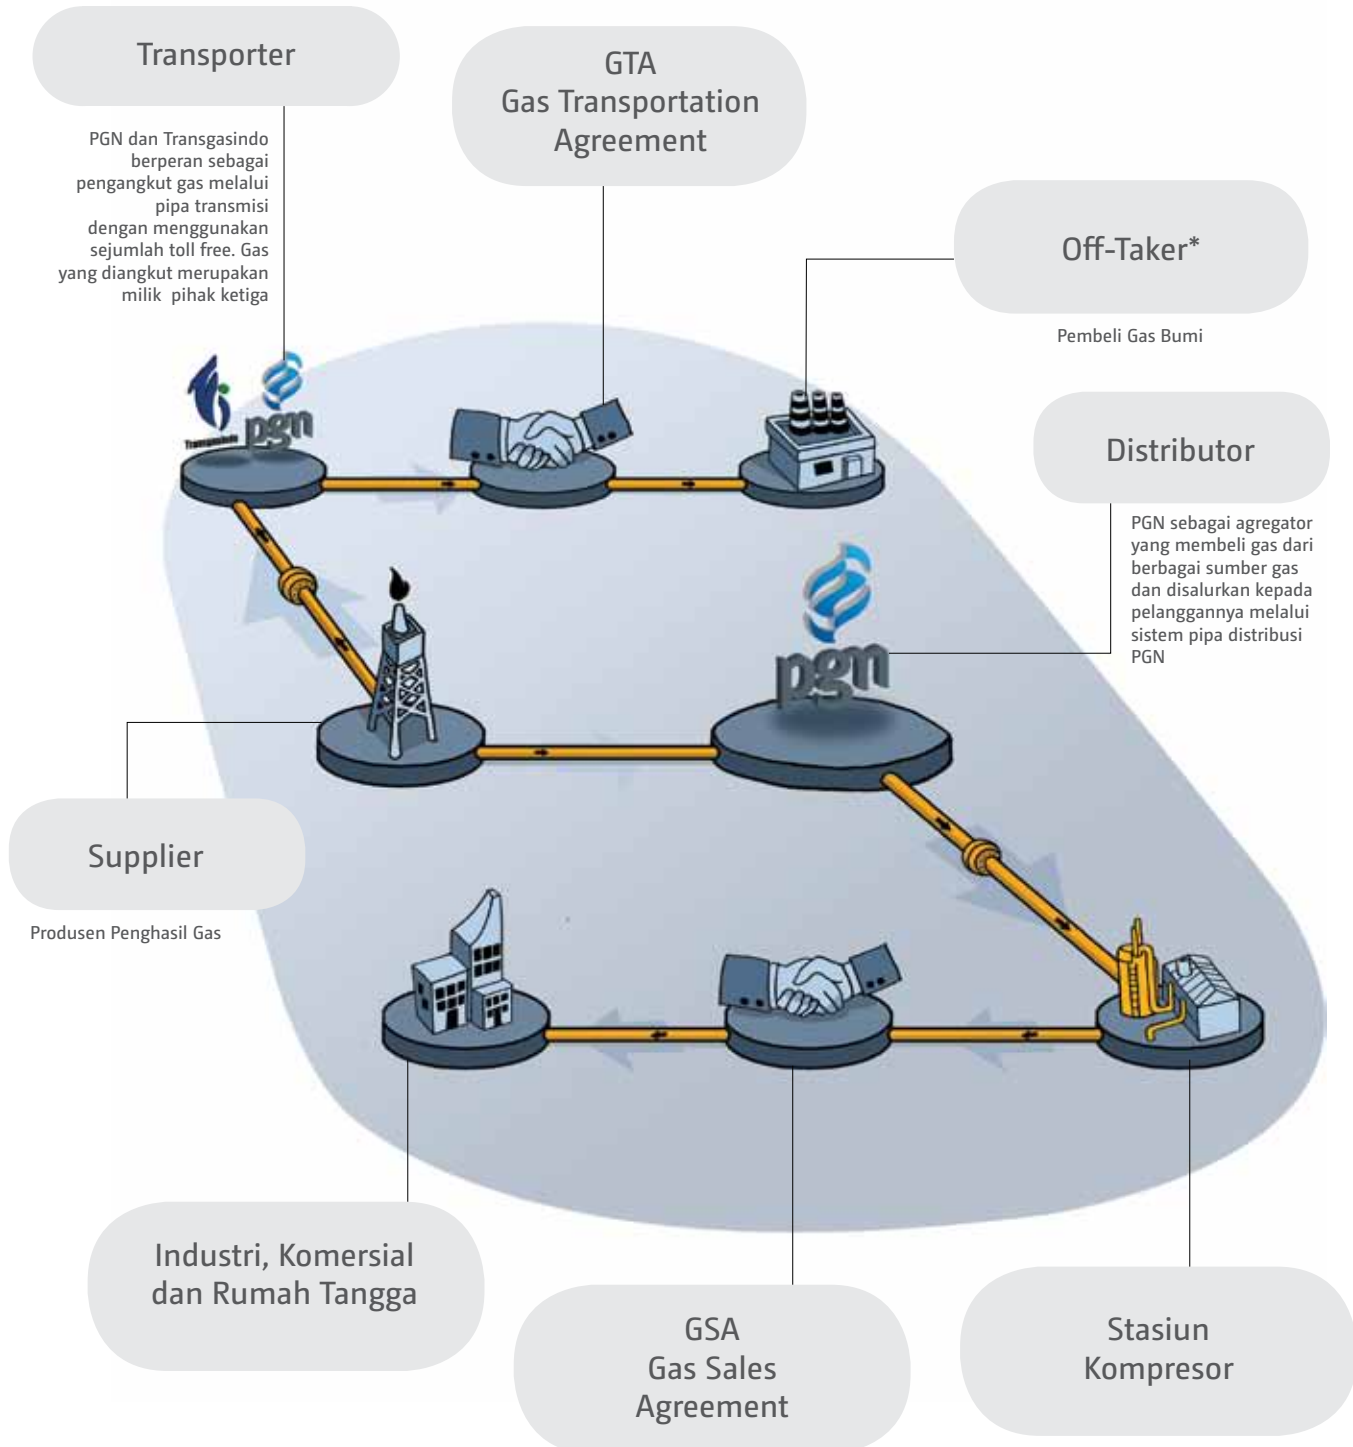 Transporter
PGN dan Transgasindo
berperan sebagai
pengangkut gas melalui
pipa transmisi
dengan menggunakan
sejumlah toll free. Gas
yang diangkut merupakan
milik pihak ketiga
GTA
Gas Transportation
Agreement
Off-Taker*
Pembeli Gas Bumi
Transgasindo
pgn
Distributor
PGN sebagai agregator
yang membeli gas dari
berbagai sumber gas
dan disalurkan kepada
pelanggannya melalui
sistem pipa distribusi
PGN
pgn
Supplier
Produsen Penghasil Gas
Industri, Komersial
dan Rumah Tangga
GSA
Gas Sales
Agreement
Stasiun
Kompresor